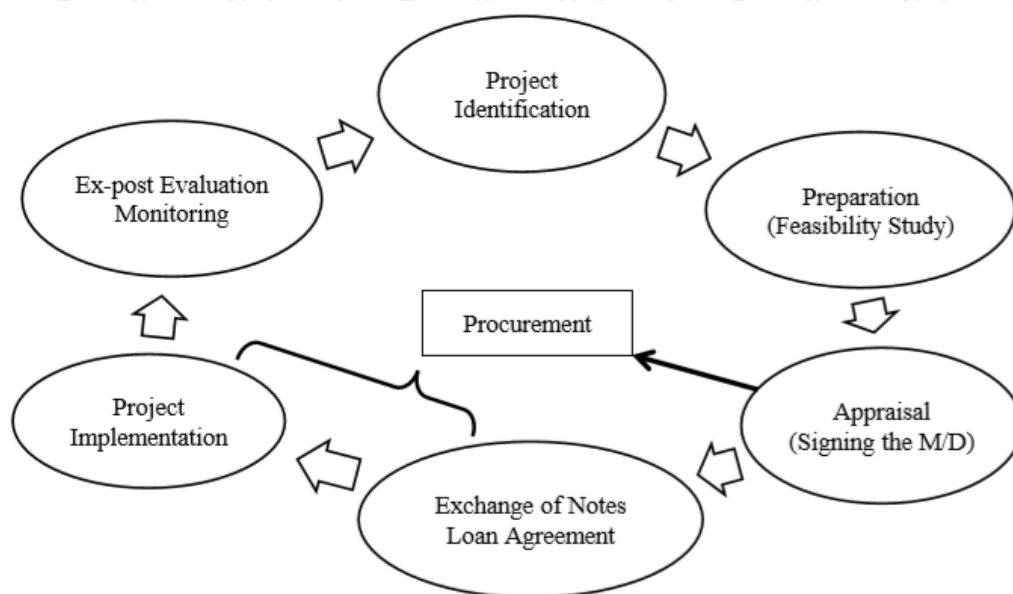 Project
Identification
Preparation
(Feasibility Study)
Appraisal
(Signing the M/D)
Exchange of Notes
Loan Agreement
Project
Implementation
Ex-post Evaluation
Monitoring
Procurement